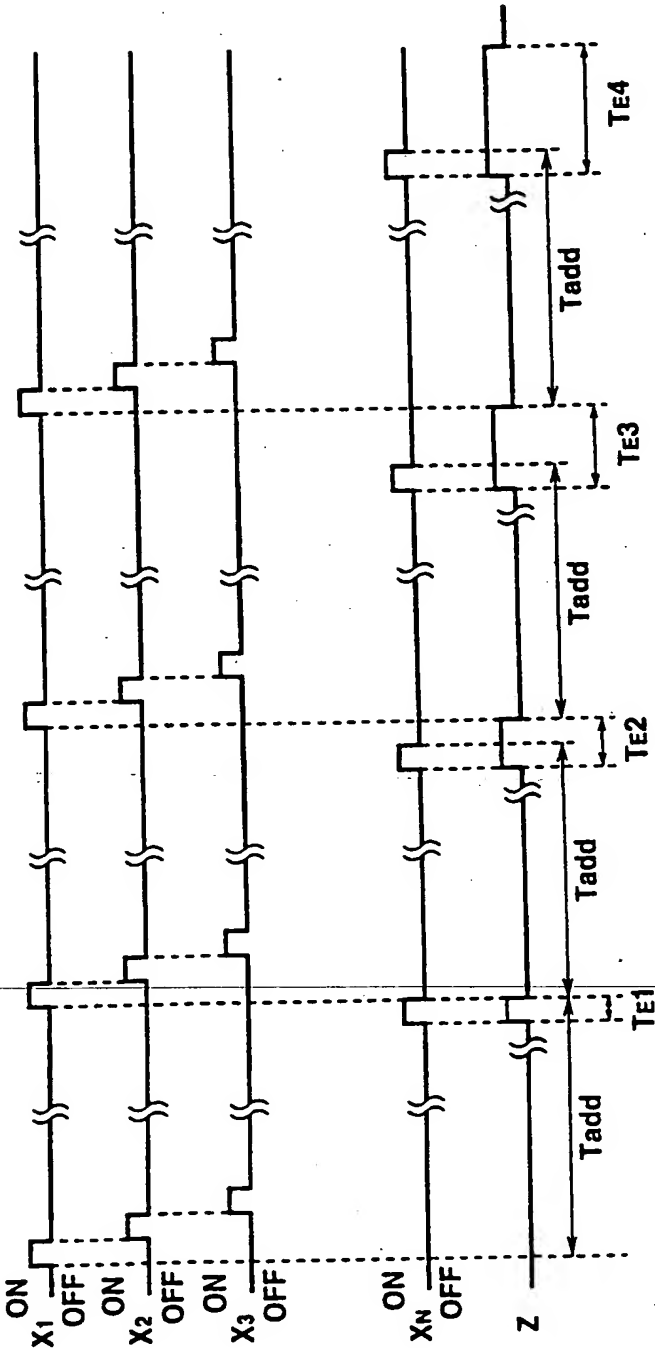 ON
X1
OFF
ON
X2
OFF
ON
X3
OFF
ON
XN
OFF
Z
Tadd
TE1
Tadd
TE2
Tadd
TE3
Tadd
TE4